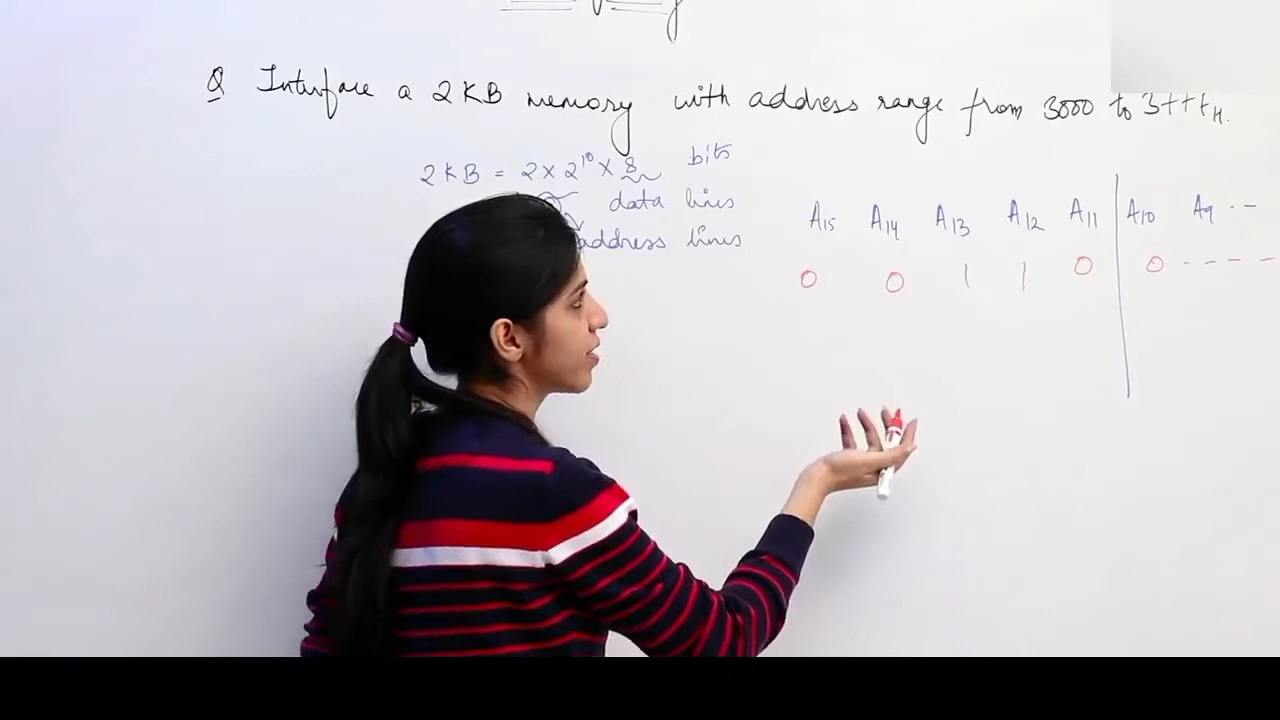 Q Interface a 2KB memory with address range from 3000 to 3FFFH.
2KB = 2 × 2¹⁰ × 8 bits
data lines
address lines
A15 A14 A13 A12 A11 A10 A9 --
0 0 1 1 0 0 ----